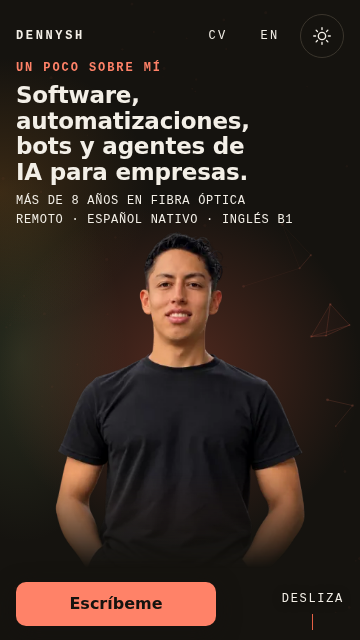 DENNYSH
CV
EN
UN POCO SOBRE MÍ
Software,
automatizaciones,
bots y agentes de
IA para empresas.
MÁS DE 8 AÑOS EN FIBRA ÓPTICA
REMOTO · ESPAÑOL NATIVO · INGLÉS B1
Escríbeme
DESLIZA